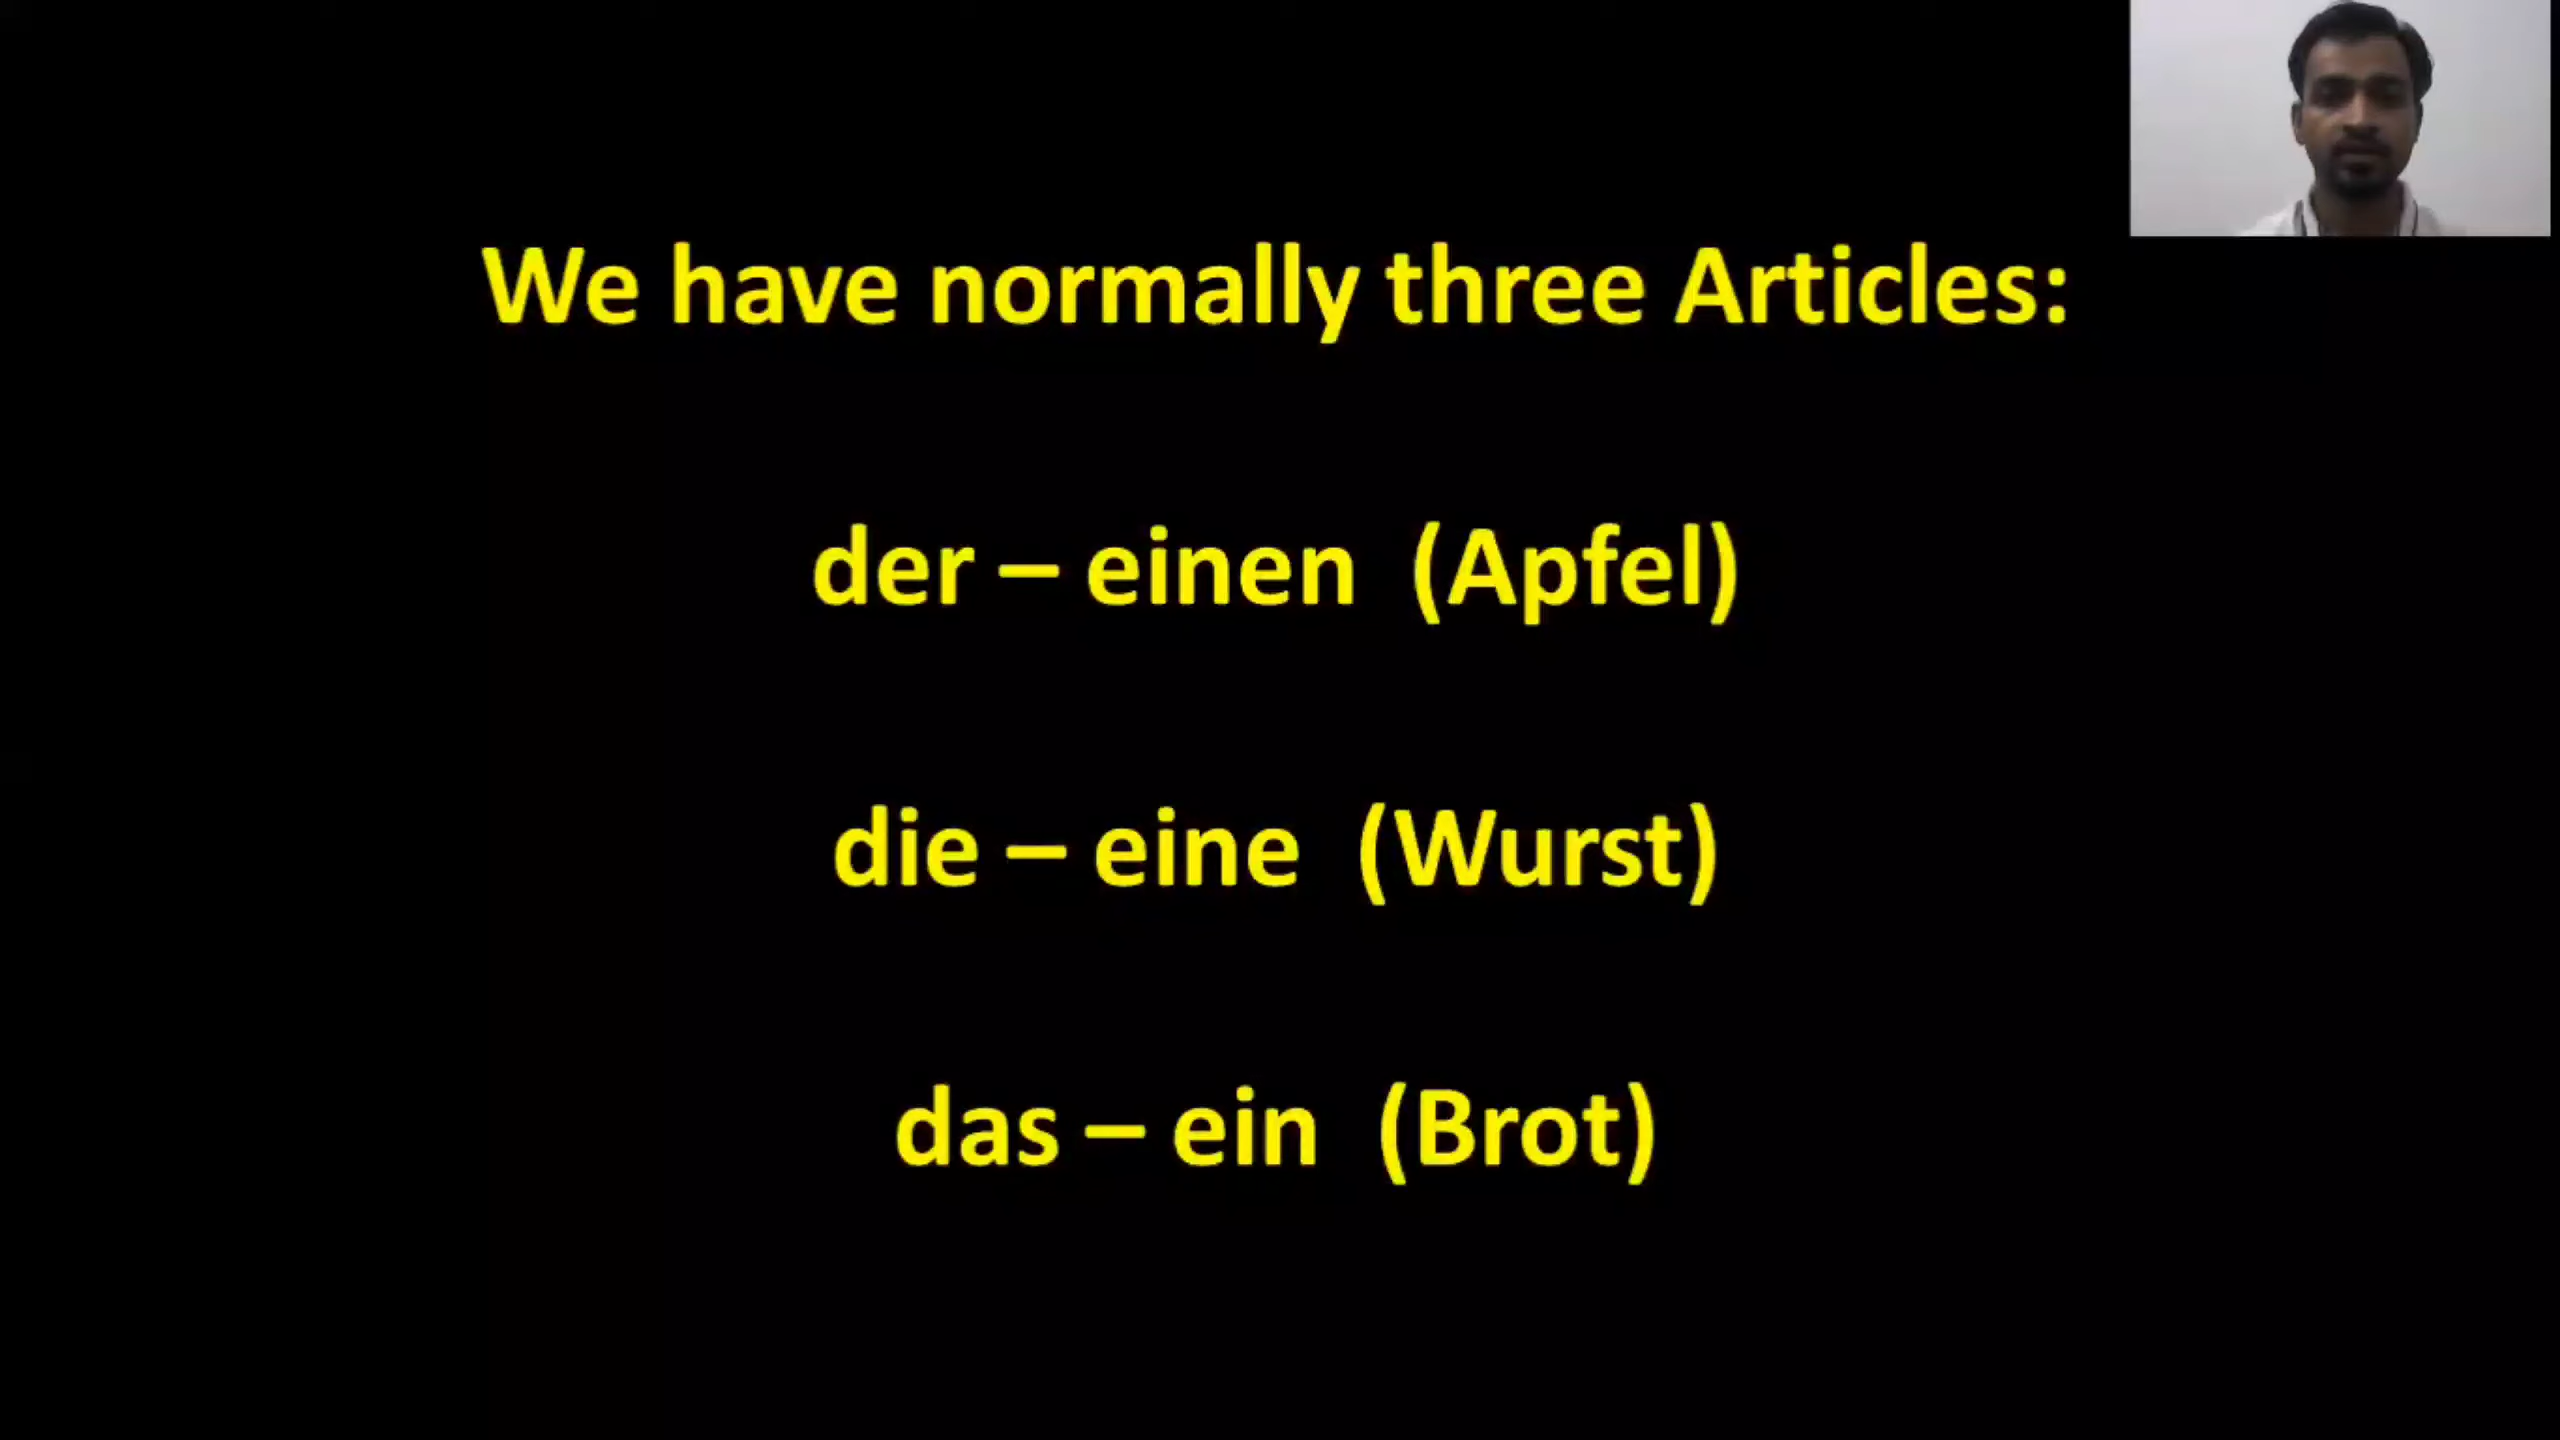 We have normally three Articles:
der – einen (Apfel)
die – eine (Wurst)
das – ein (Brot)